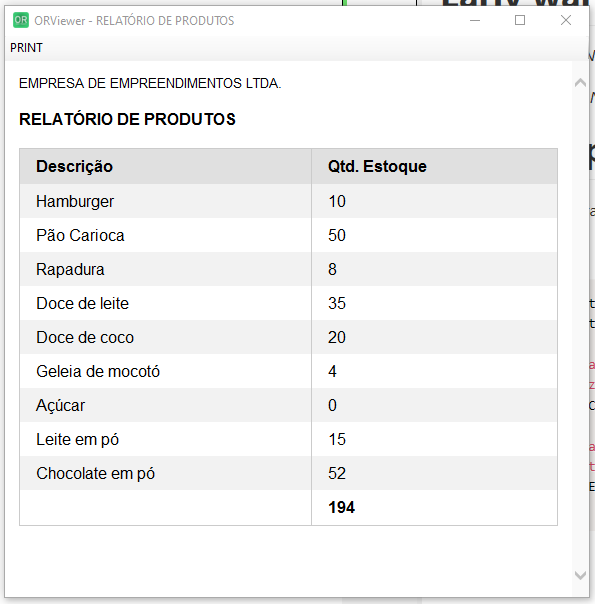 ORViewer - RELATÓRIO DE PRODUTOS
PRINT
EMPRESA DE EMPREENDIMENTOS LTDA.
RELATÓRIO DE PRODUTOS
Descrição Qtd. Estoque
Hamburger 10
Pão Carioca 50
Rapadura 8
Doce de leite 35
Doce de coco 20
Geleia de mocotó 4
Açúcar 0
Leite em pó 15
Chocolate em pó 52
194